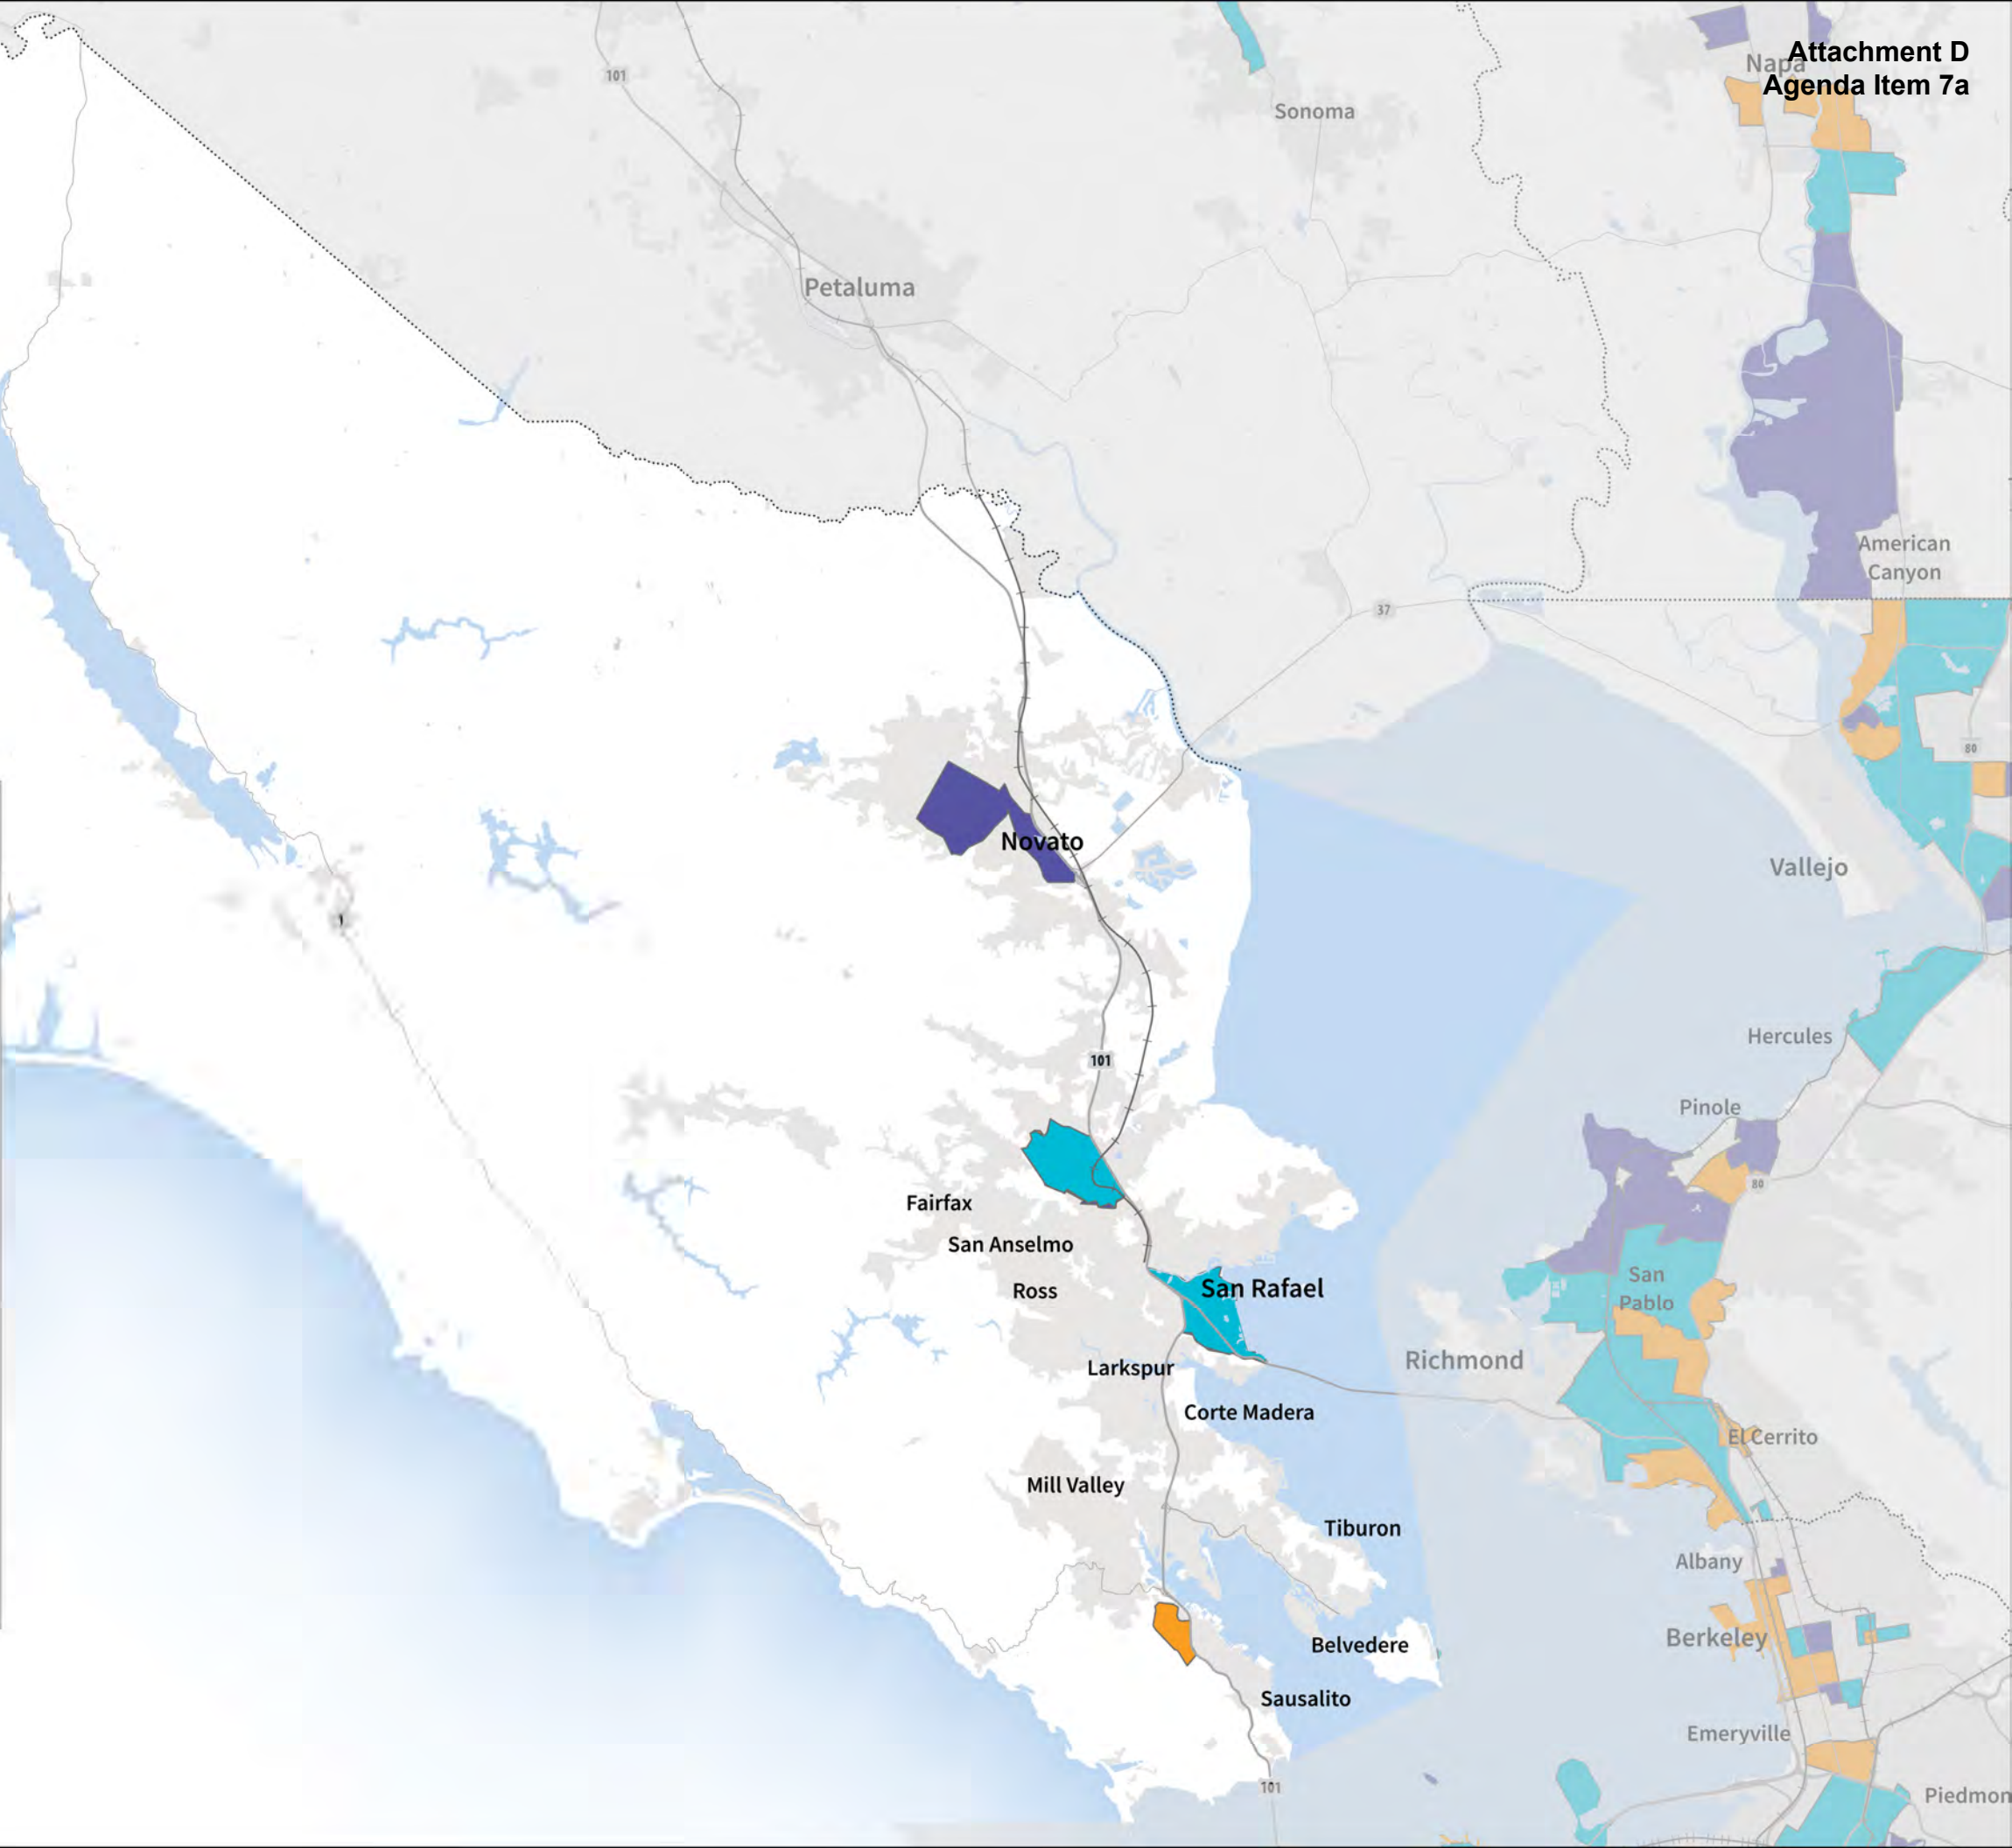 Attachment D
Agenda Item 7a
Napa
101
Sonoma
Petaluma
American
Canyon
37
80
Novato
Vallejo
1
Hercules
101
Pinole
80
Fairfax
San Anselmo
San
Pablo
Ross
San Rafael
Richmond
Larkspur
Corte Madera
El Cerrito
Mill Valley
Tiburon
Albany
Berkeley
Belvedere
Sausalito
Emeryville
101
Piedmon